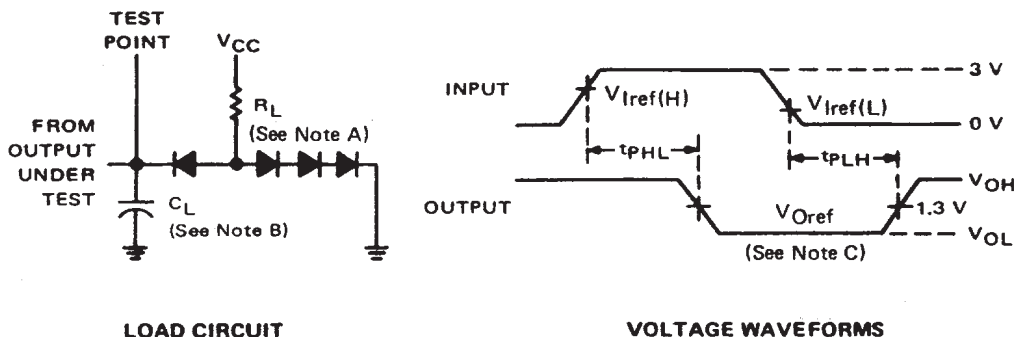 TEST
POINT
VCC
RL
(See Note A)
FROM
OUTPUT
UNDER
TEST
CL
(See Note B)
LOAD CIRCUIT
INPUT
VIref(H)
VIref(L)
3 V
0 V
tPHL
tPLH
OUTPUT
VOref
(See Note C)
VOH
1.3 V
VOL
VOLTAGE WAVEFORMS